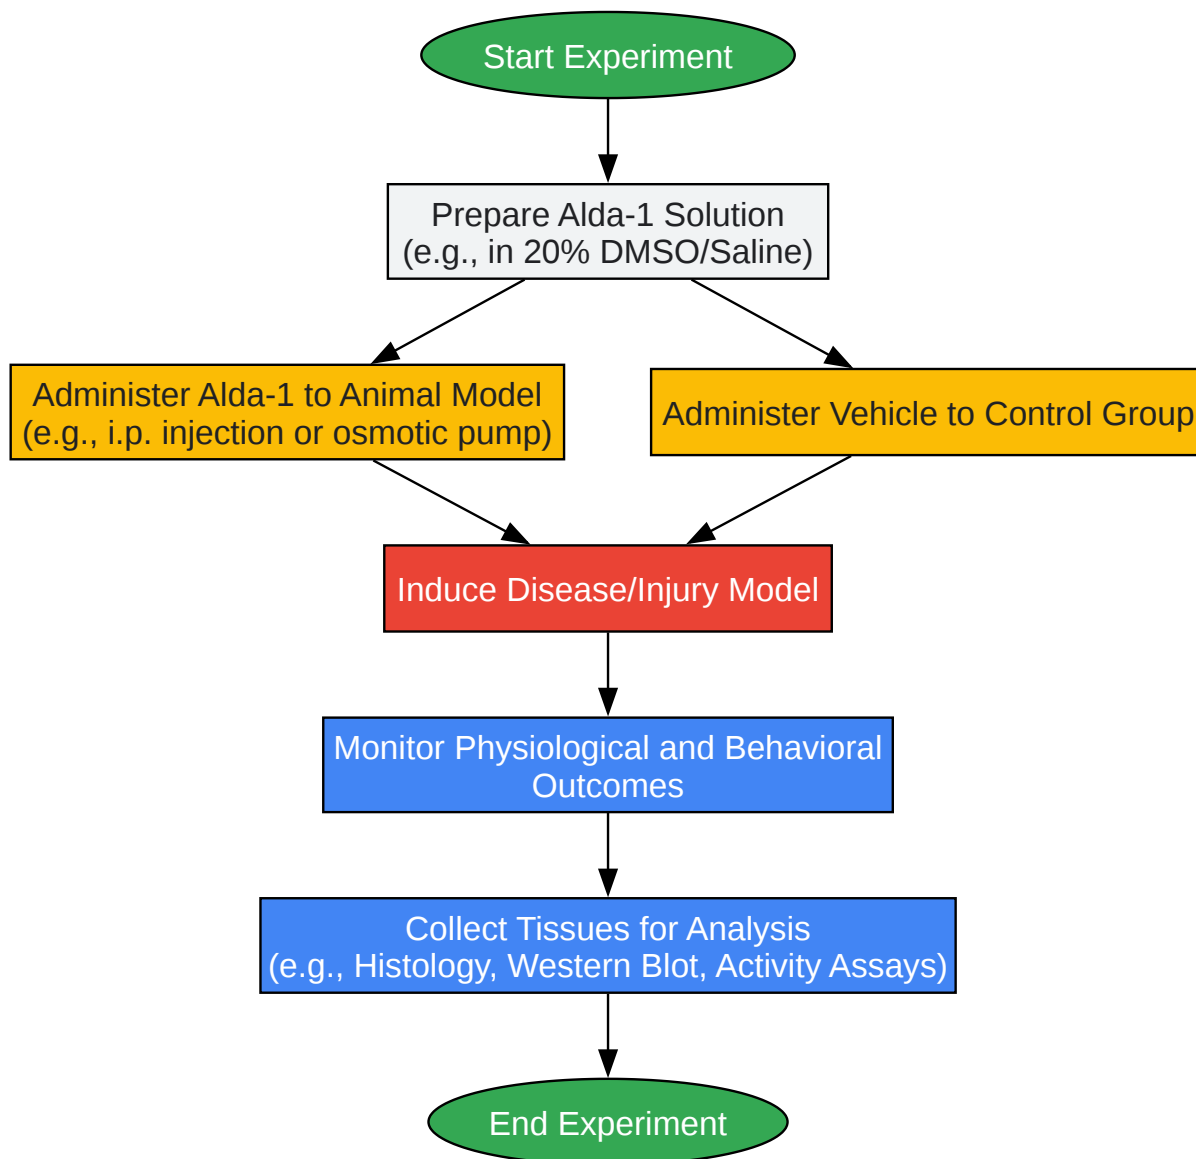 Start Experiment
Prepare Alda-1 Solution
(e.g., in 20% DMSO/Saline)
Administer Alda-1 to Animal Model
(e.g., i.p. injection or osmotic pump)
Administer Vehicle to Control Group
Induce Disease/Injury Model
Monitor Physiological and Behavioral
Outcomes
Collect Tissues for Analysis
(e.g., Histology, Western Blot, Activity Assays)
End Experiment